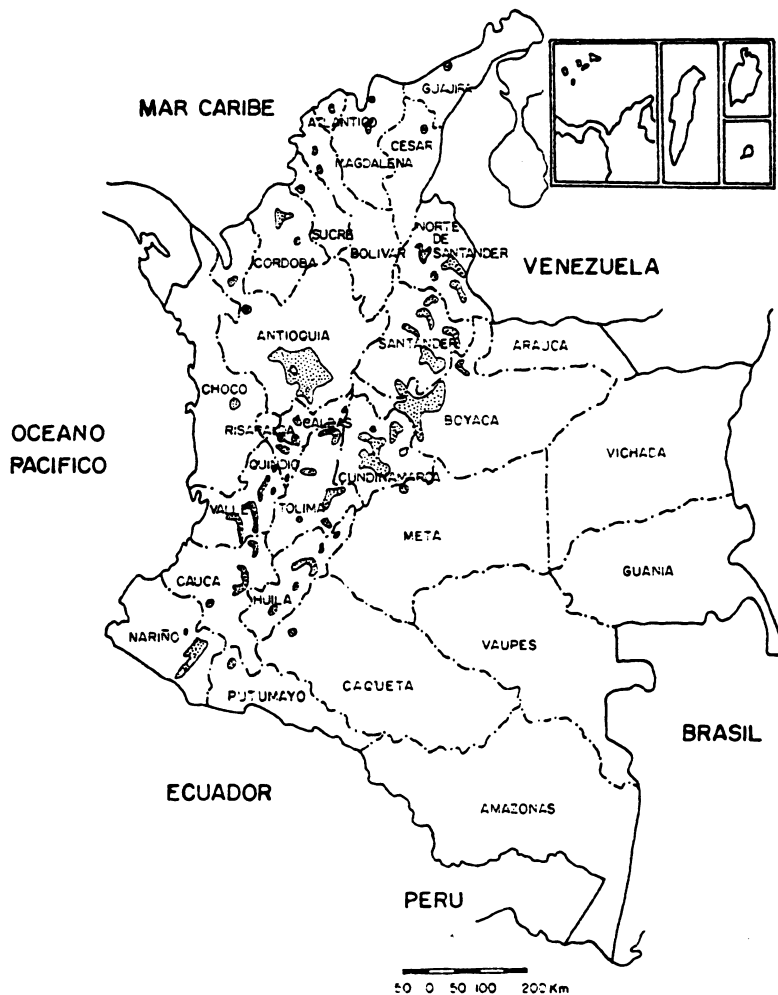 MAR CARIBE
GUAJIRA
ATLANTICO
CESAR
MAGDALENA
SUCRE
NORTE
DE
SANTANDER
CORDOBA
BOLIVAR
VENEZUELA
ANTIOQUIA
SANTANDER
ARAUCA
CHOCO
CALDAS
BOYACA
RISARALDA
OCEANO
PACIFICO
QUINDIO
VICHADA
CUNDINAMARCA
VALLE
TOLIMA
META
GUANIA
CAUCA
HUILA
NARIÑO
VAUPES
CAQUETA
PUTUMAYO
BRASIL
ECUADOR
AMAZONAS
PERU
50 0 50 100 200 Km